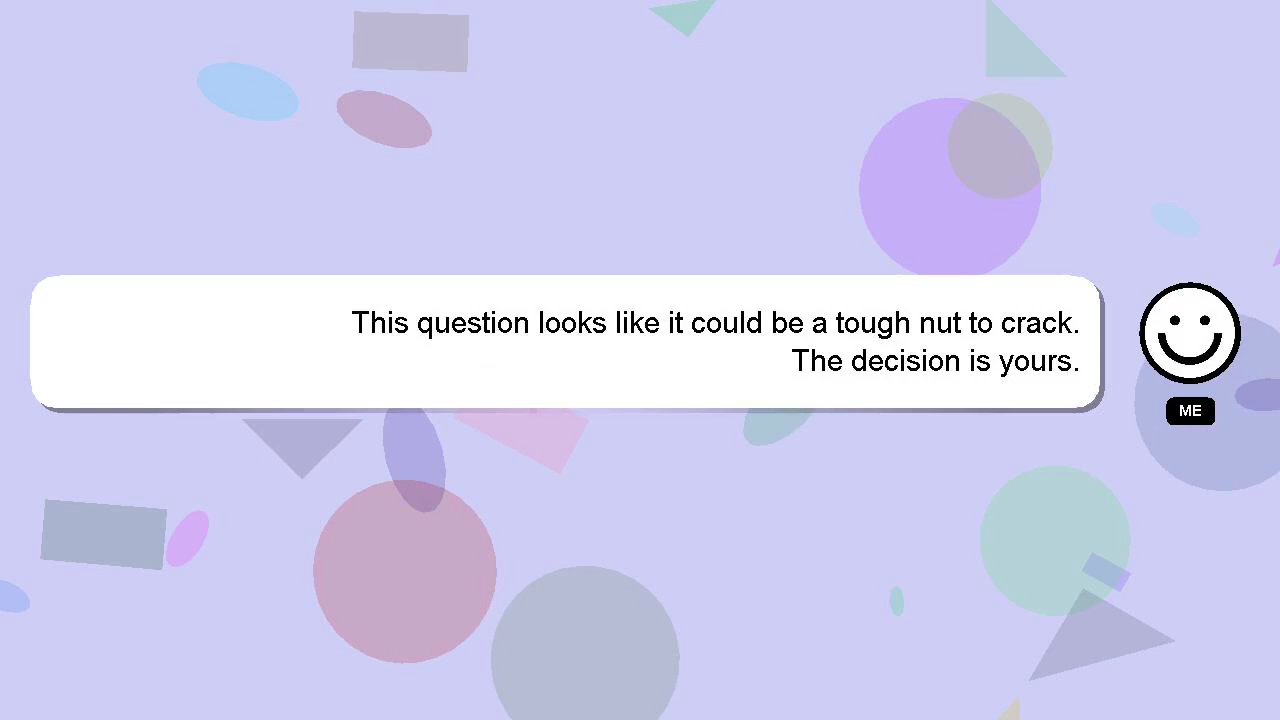 This question looks like it could be a tough nut to crack.
The decision is yours.
ME